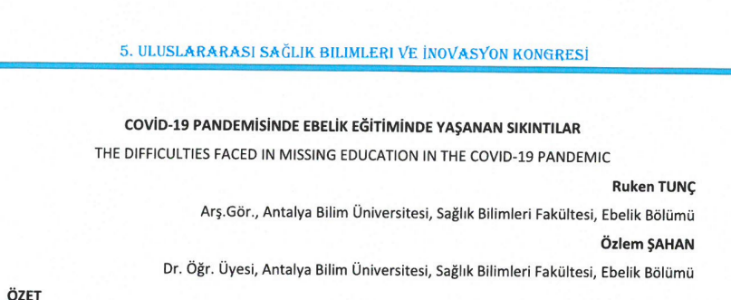 5. ULUSLARARASI SAĞLIK BILIMLERI VE İNOVASYON KONGRESİ
COVİD-19 PANDEMİSİNDE EBELİK EĞİTİMİNDE YAŞANAN SIKINTILAR
THE DIFFICULTIES FACED IN MISSING EDUCATION IN THE COVID-19 PANDEMIC
Ruken TUNÇ
Arş.Gör., Antalya Bilim Üniversitesi, Sağlık Bilimleri Fakültesi, Ebelik Bölümü
Özlem ŞAHAN
Dr. Öğr. Üyesi, Antalya Bilim Üniversitesi, Sağlık Bilimleri Fakültesi, Ebelik Bölümü
ÖZET